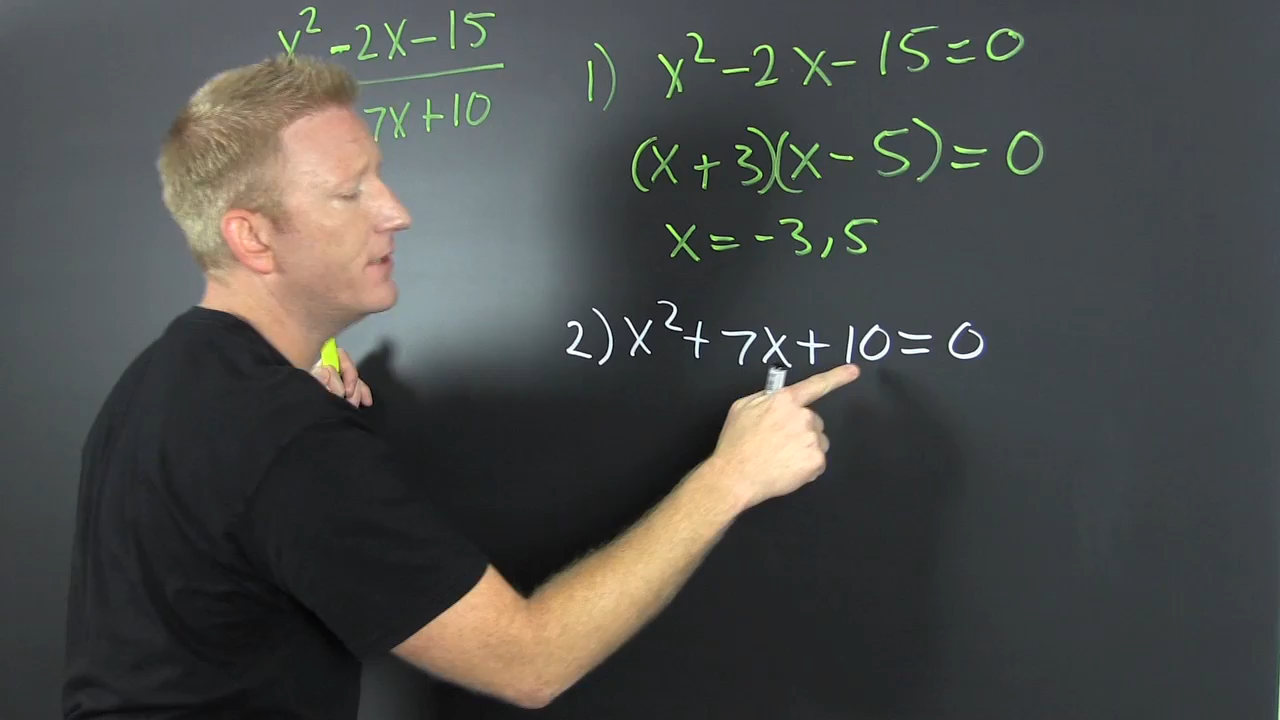 x²-2x-15
7x+10
1) x²-2x-15=0
(x+3)(x-5)=0
x=-3,5
2) x²+7x+10=0